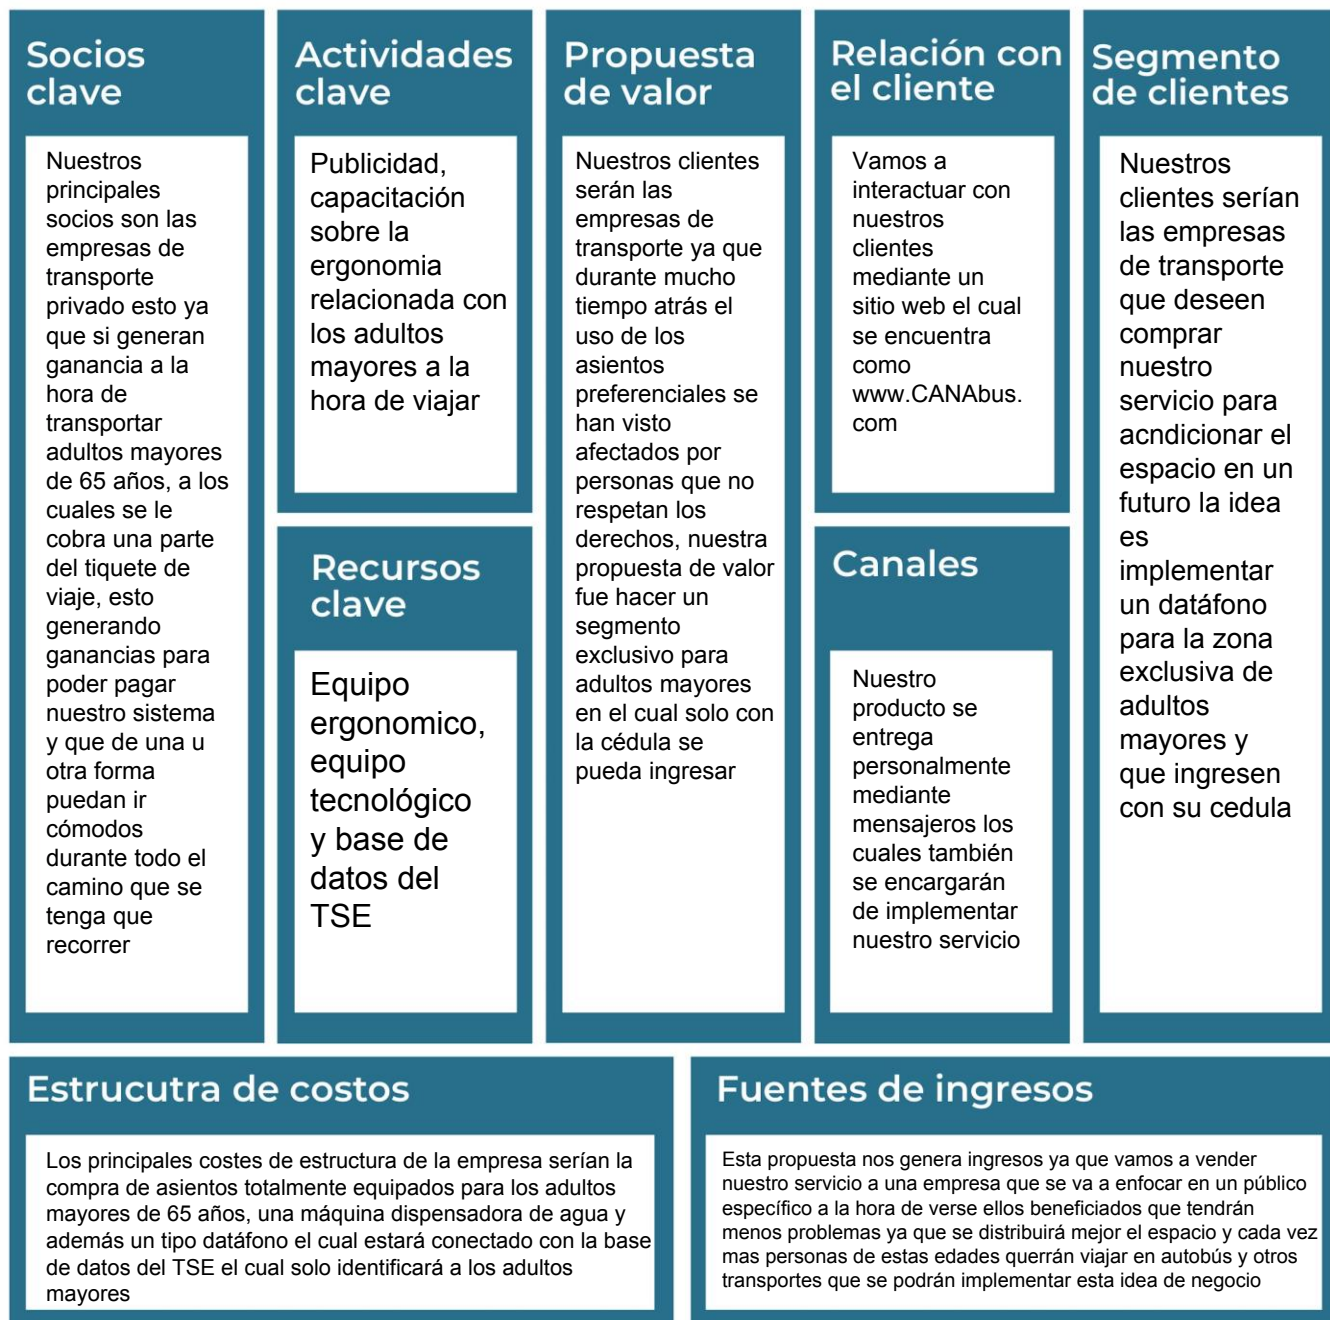 Socios
clave
Nuestros
principales
socios son las
empresas de
transporte
privado esto ya
que si generan
ganancia a la
hora de
transportar
adultos mayores
de 65 años, a los
cuales se le
cobra una parte
del tiquete de
viaje, esto
generando
ganancias para
poder pagar
nuestro sistema
y que de una u
otra forma
puedan ir
cómodos
durante todo el
camino que se
tenga que
recorrer
Actividades
clave
Publicidad,
capacitación
sobre la
ergonomia
relacionada con
los adultos
mayores a la
hora de viajar
Recursos
clave
Equipo
ergonomico,
equipo
tecnológico
y base de
datos del
TSE
Propuesta
de valor
Nuestros clientes
serán las
empresas de
transporte ya que
durante mucho
tiempo atrás el
uso de los
asientos
preferenciales se
han visto
afectados por
personas que no
respetan los
derechos, nuestra
propuesta de valor
fue hacer un
segmento
exclusivo para
adultos mayores
en el cual solo con
la cédula se
pueda ingresar
Relación con
el cliente
Vamos a
interactuar con
nuestros
clientes
mediante un
sitio web el cual
se encuentra
como
www.CANAbus.
com
Canales
Nuestro
producto se
entrega
personalmente
mediante
mensajeros los
cuales también
se encargarán
de implementar
nuestro servicio
Segmento
de clientes
Nuestros
clientes serían
las empresas
de transporte
que deseen
comprar
nuestro
servicio para
acndicionar el
espacio en un
futuro la idea
es
implementar
un datáfono
para la zona
exclusiva de
adultos
mayores y
que ingresen
con su cedula
Estrucutra de costos
Los principales costes de estructura de la empresa serían la
compra de asientos totalmente equipados para los adultos
mayores de 65 años, una máquina dispensadora de agua y
además un tipo datáfono el cual estará conectado con la base
de datos del TSE el cual solo identificará a los adultos
mayores
Fuentes de ingresos
Esta propuesta nos genera ingresos ya que vamos a vender
nuestro servicio a una empresa que se va a enfocar en un público
específico a la hora de verse ellos beneficiados que tendrán
menos problemas ya que se distribuirá mejor el espacio y cada vez
mas personas de estas edades querrán viajar en autobús y otros
transportes que se podrán implementar esta idea de negocio